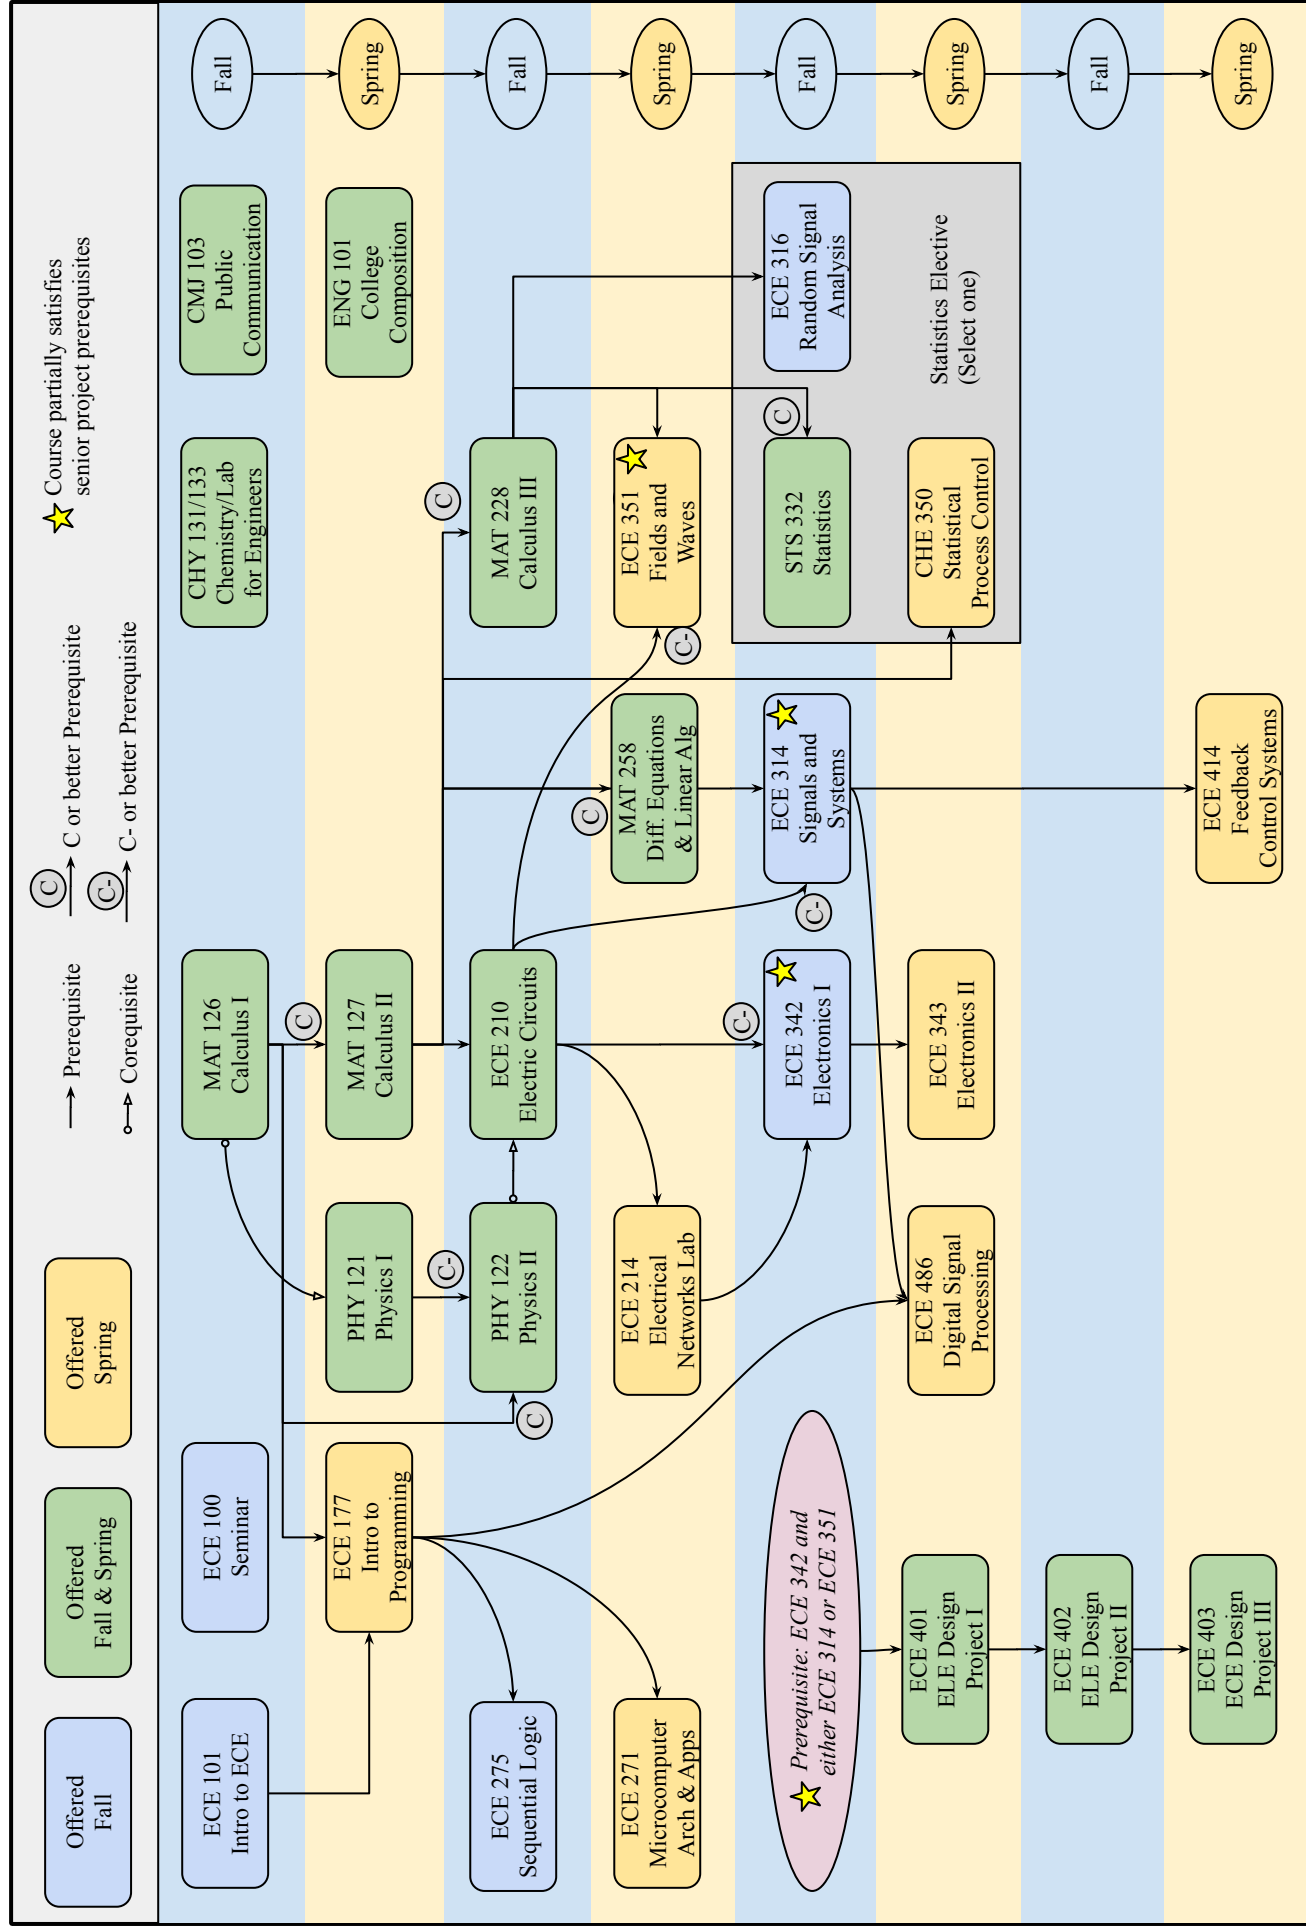 Offered
Fall
Offered
Fall & Spring
Offered
Spring
Prerequisite
Corequisite
C
C or better Prerequisite
C-
C- or better Prerequisite
Course partially satisfies
senior project prerequisites
ECE 101
Intro to ECE
ECE 100
Seminar
MAT 126
Calculus I
CHY 131/133
Chemistry/Lab
for Engineers
CMJ 103
Public
Communication
Fall
C
ECE 177
Intro to
Programming
PHY 121
Physics I
MAT 127
Calculus II
ENG 101
College
Composition
Spring
C-
C
ECE 275
Sequential Logic
PHY 122
Physics II
C
ECE 210
Electric Circuits
MAT 228
Calculus III
Fall
C
ECE 271
Microcomputer
Arch & Apps
ECE 214
Electrical
Networks Lab
MAT 258
Diff. Equations
& Linear Alg
ECE 351
Fields and
Waves
C-
Spring
C-
C
Prerequisite: ECE 342 and
either ECE 314 or ECE 351
ECE 342
Electronics I
C-
ECE 314
Signals and
Systems
STS 332
Statistics
ECE 316
Random Signal
Analysis
Fall
ECE 401
ELE Design
Project I
ECE 486
Digital Signal
Processing
ECE 343
Electronics II
CHE 350
Statistical
Process Control
Statistics Elective
(Select one)
Spring
ECE 402
ELE Design
Project II
Fall
ECE 403
ECE Design
Project III
ECE 414
Feedback
Control Systems
Spring